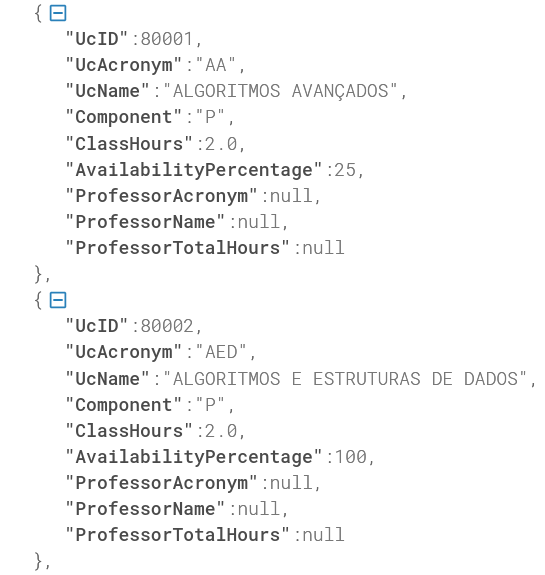 {
"UcID":80001,
"UcAcronym":"AA",
"UcName":"ALGORITMOS AVANÇADOS",
"Component":"P",
"ClassHours":2.0,
"AvailabilityPercentage":25,
"ProfessorAcronym":null,
"ProfessorName":null,
"ProfessorTotalHours":null
},
{
"UcID":80002,
"UcAcronym":"AED",
"UcName":"ALGORITMOS E ESTRUTURAS DE DADOS",
"Component":"P",
"ClassHours":2.0,
"AvailabilityPercentage":100,
"ProfessorAcronym":null,
"ProfessorName":null,
"ProfessorTotalHours":null
},